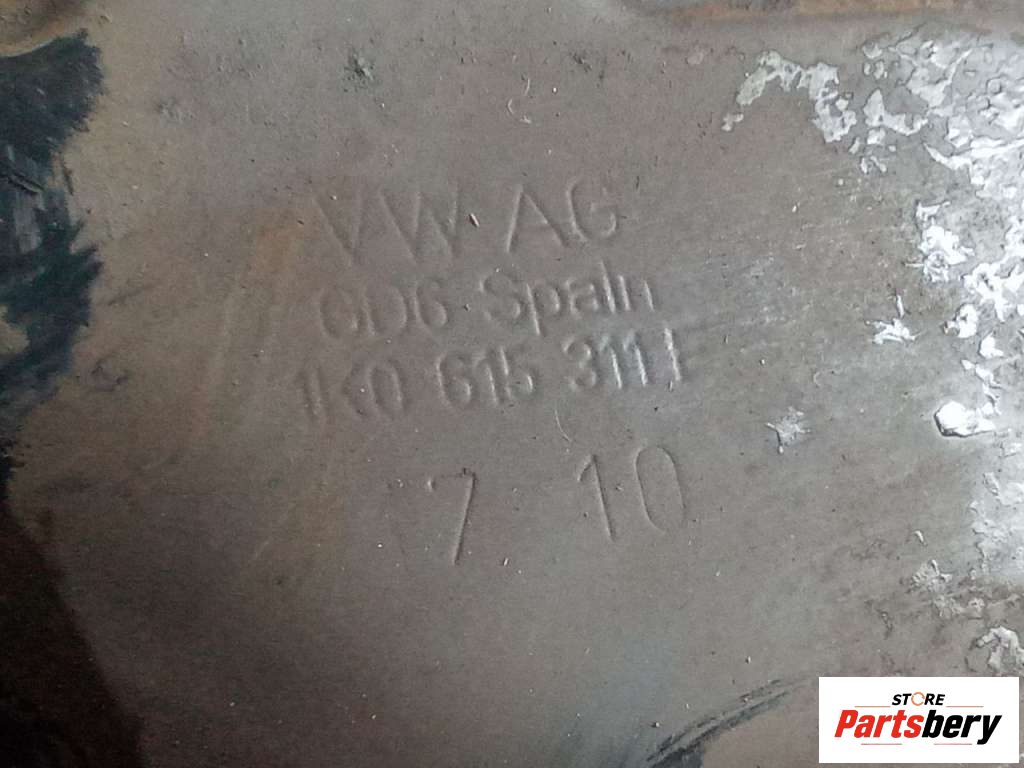 VW AG
GD6 Spain
1K0 615 311
7 10
STORE
Partsbery